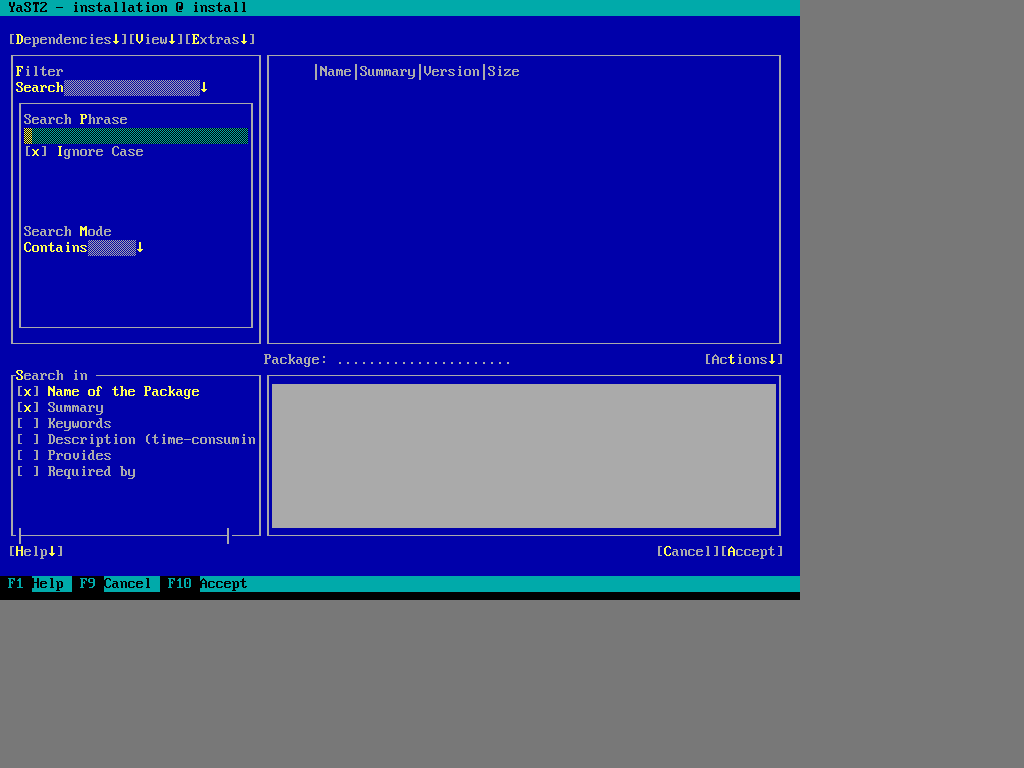 YaST2 - installation @ install
[Dependencies↓][View↓][Extras↓]
Filter
Search↓
Search Phrase
[x] Ignore Case
Search Mode
Contains↓
|Name|Summary|Version|Size
Package: ......................
[Actions↓]
Search in
[x] Name of the Package
[x] Summary
[ ] Keywords
[ ] Description (time-consumin
[ ] Provides
[ ] Required by
[Help↓]
[Cancel][Accept]
F1 Help F9 Cancel F10 Accept